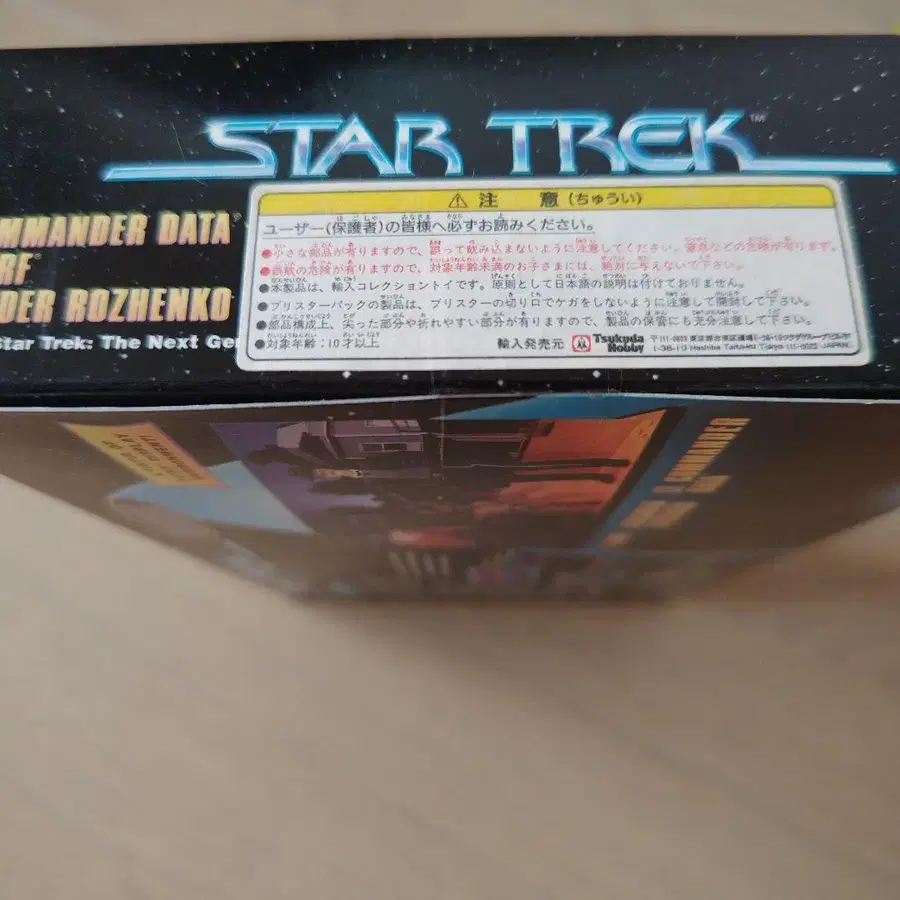 STAR TREK™
MMANDER DATA
RF
DER ROZHENKO
Star Trek: The Next Ge
⚠ 注 意 (ちゅうい)
ユーザー(保護者)の皆様へ必ずお読みください。
●小さな部品が有りますので、誤って飲み込まないように注意してください。窒息などの危険が有ります。
●誤飲の危険が有りますので、対象年齢未満のお子さまには、絶対に与えないで下さい。
●本製品は、輸入コレクショントイです。原則として日本語の説明は付けておりません。
●ブリスターパックの製品は、ブリスターの切り口でケガをしないように注意して開封して下さい。
●部品構成上、尖った部分や折れやすい部分が有りますので、製品の保管にも充分注意して下さい。
●対象年齢:10才以上
輸入発売元 Tsukuda Hobby
COMMANDER